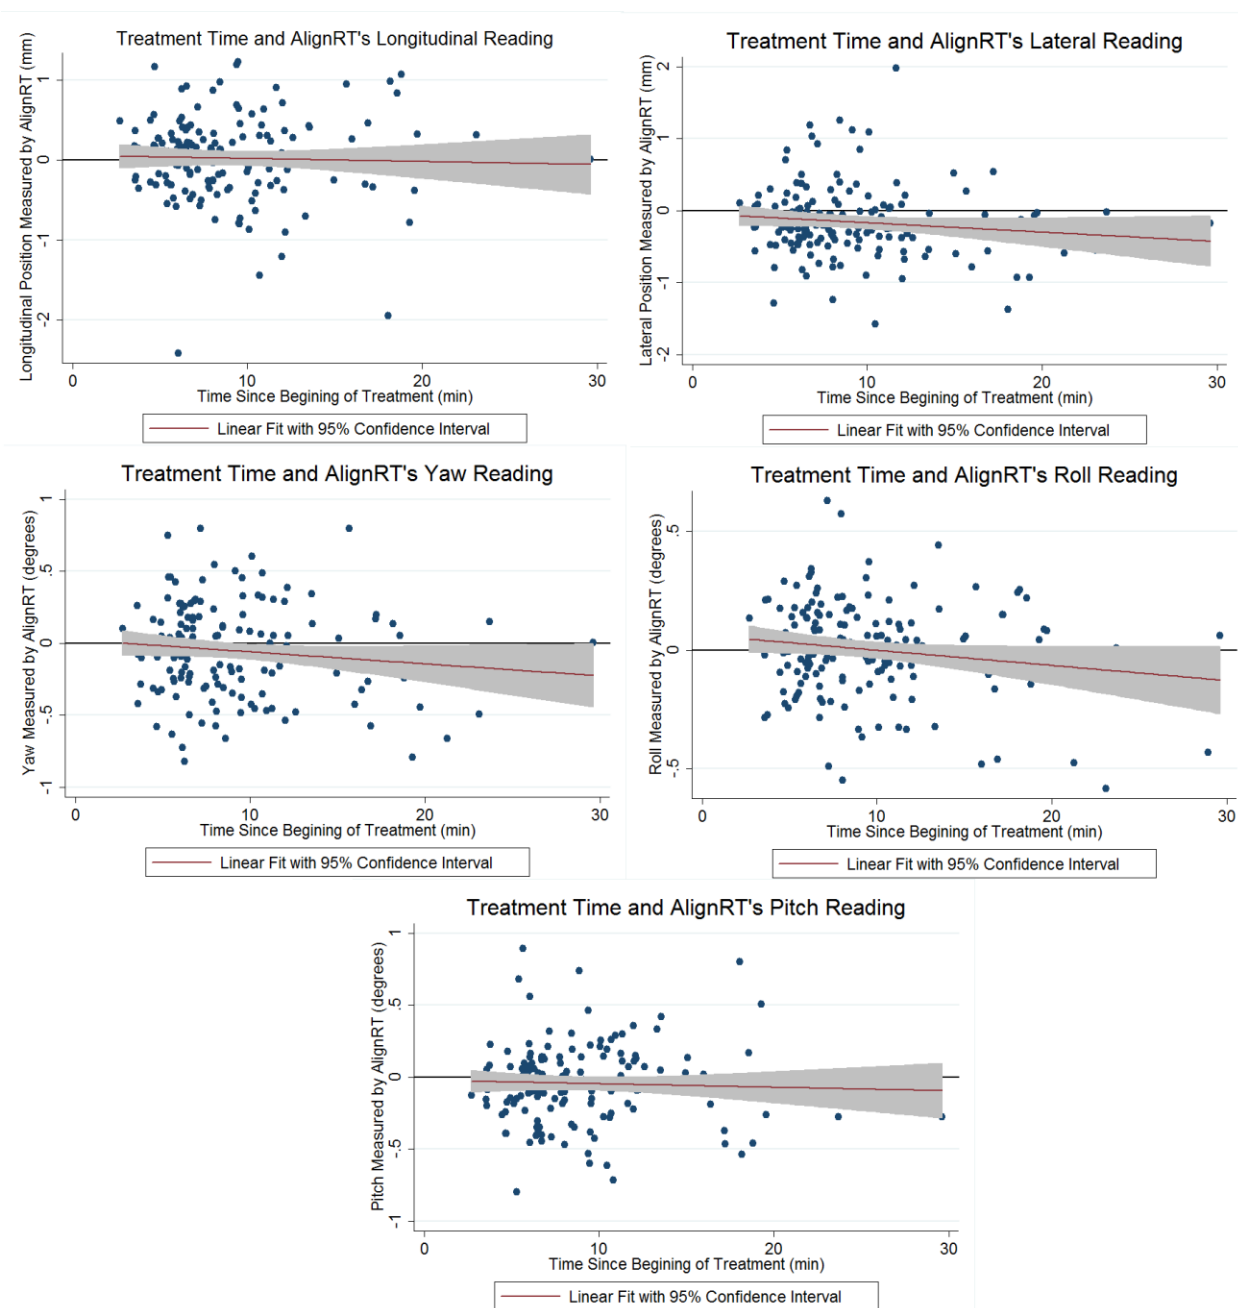 Treatment Time and AlignRT's Longitudinal Reading
Longitudinal Position Measured by AlignRT (mm)
1
0
-1
-2
0
10
20
30
Time Since Begining of Treatment (min)
Linear Fit with 95% Confidence Interval
Treatment Time and AlignRT's Lateral Reading
Lateral Position Measured by AlignRT (mm)
2
1
0
-1
-2
0
10
20
30
Time Since Begining of Treatment (min)
Linear Fit with 95% Confidence Interval
Treatment Time and AlignRT's Yaw Reading
Yaw Measured by AlignRT (degrees)
1
.5
0
-.5
-1
0
10
20
30
Time Since Begining of Treatment (min)
Linear Fit with 95% Confidence Interval
Treatment Time and AlignRT's Roll Reading
Roll Measured by AlignRT (degrees)
.5
0
-.5
0
10
20
30
Time Since Begining of Treatment (min)
Linear Fit with 95% Confidence Interval
Treatment Time and AlignRT's Pitch Reading
Pitch Measured by AlignRT (degrees)
1
.5
0
-.5
-1
0
10
20
30
Time Since Begining of Treatment (min)
Linear Fit with 95% Confidence Interval